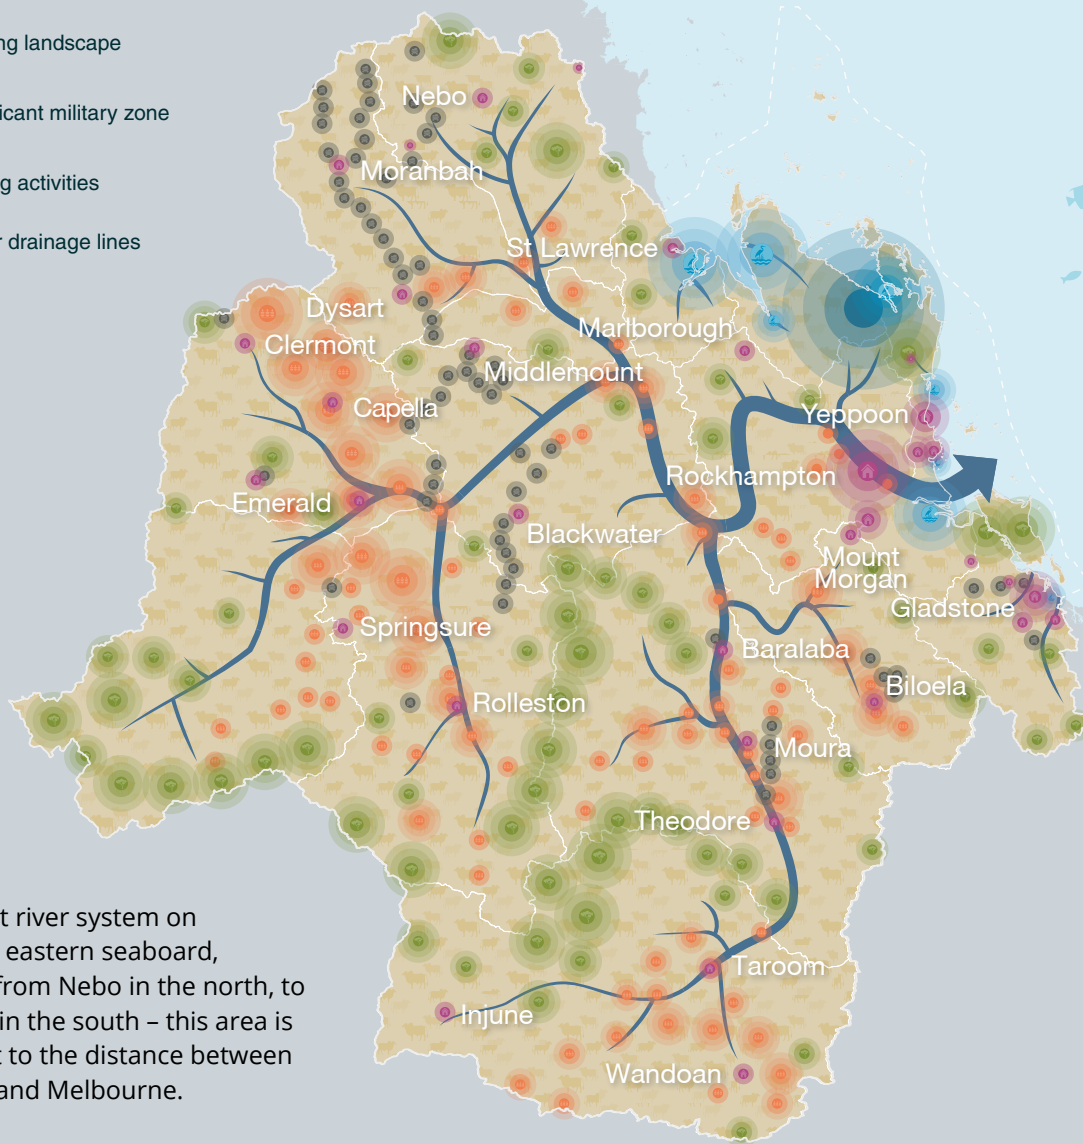 ng landscape
icant military zone
g activities
r drainage lines
Nebo
Moranbah
St Lawrence
Dysart
Marlborough
Clermont
Middlemount
Capella
Yeppoon
Rockhampton
Emerald
Blackwater
Mount
Morgan
Gladstone
Springsure
Baralaba
Biloela
Rolleston
Moura
Theodore
Taroom
Injune
Wandoan
t river system on
eastern seaboard,
from Nebo in the north, to
in the south – this area is
t to the distance between
and Melbourne.